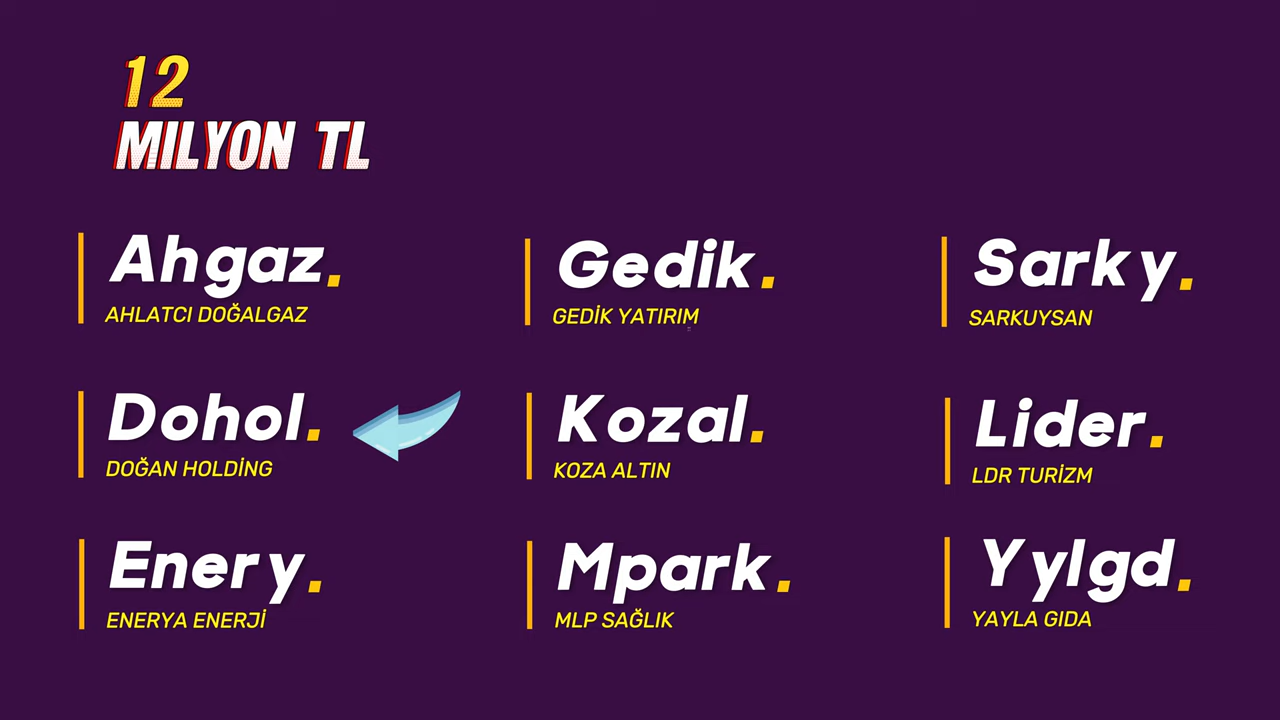 12
MILYON TL
Ahgaz.
AHLATCI DOĞALGAZ
Gedik.
GEDİK YATIRIM
Sarky.
SARKUYSAN
Dohol.
DOĞAN HOLDİNG
Kozal.
KOZA ALTIN
Lider.
LDR TURİZM
Enery.
ENERYA ENERJİ
Mpark.
MLP SAĞLIK
Yylgd.
YAYLA GIDA